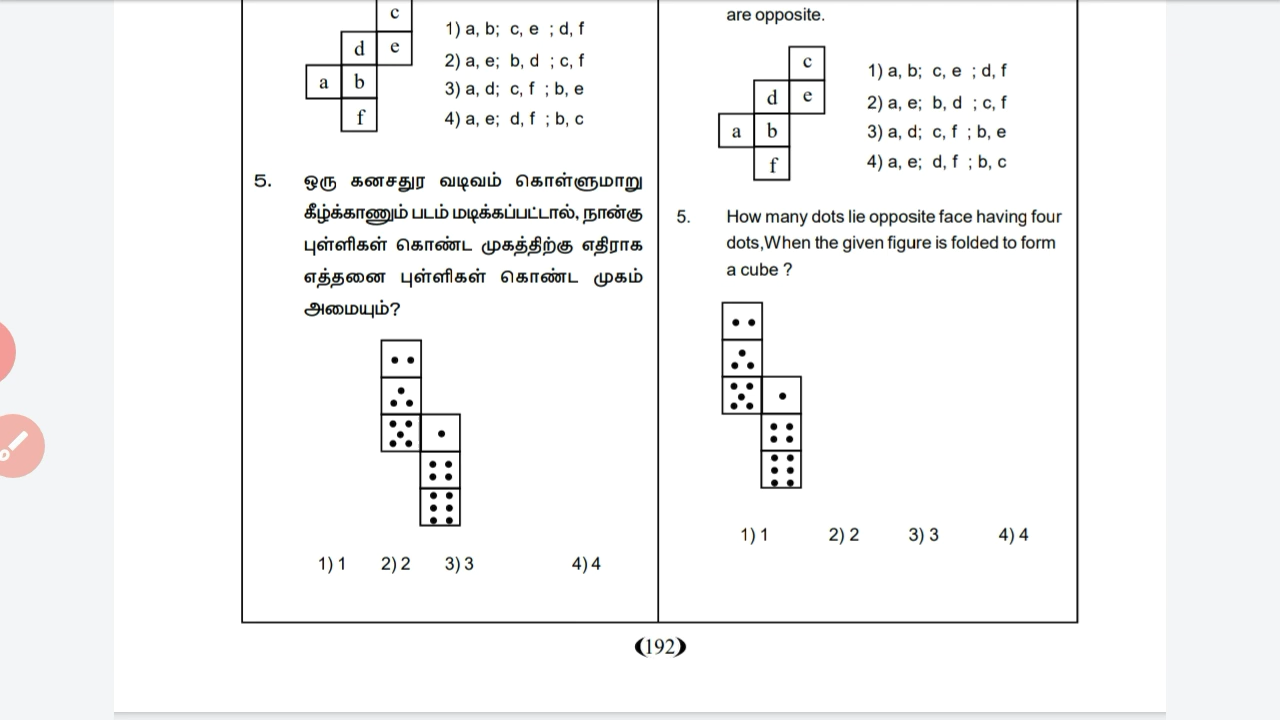 c
d e
a b
f
1) a, b; c, e ; d, f
2) a, e; b, d ; c, f
3) a, d; c, f ; b, e
4) a, e; d, f ; b, c
5. ஒரு கனசதுர வடிவம் கொள்ளுமாறு
கீழ்க்காணும் படம் மடிக்கப்பட்டால், நான்கு
புள்ளிகள் கொண்ட முகத்திற்கு எதிராக
எத்தனை புள்ளிகள் கொண்ட முகம்
அமையும்?
1) 1 2) 2 3) 3 4) 4
are opposite.
c
d e
a b
f
1) a, b; c, e ; d, f
2) a, e; b, d ; c, f
3) a, d; c, f ; b, e
4) a, e; d, f ; b, c
5. How many dots lie opposite face having four
dots,When the given figure is folded to form
a cube ?
1) 1 2) 2 3) 3 4) 4
(192)